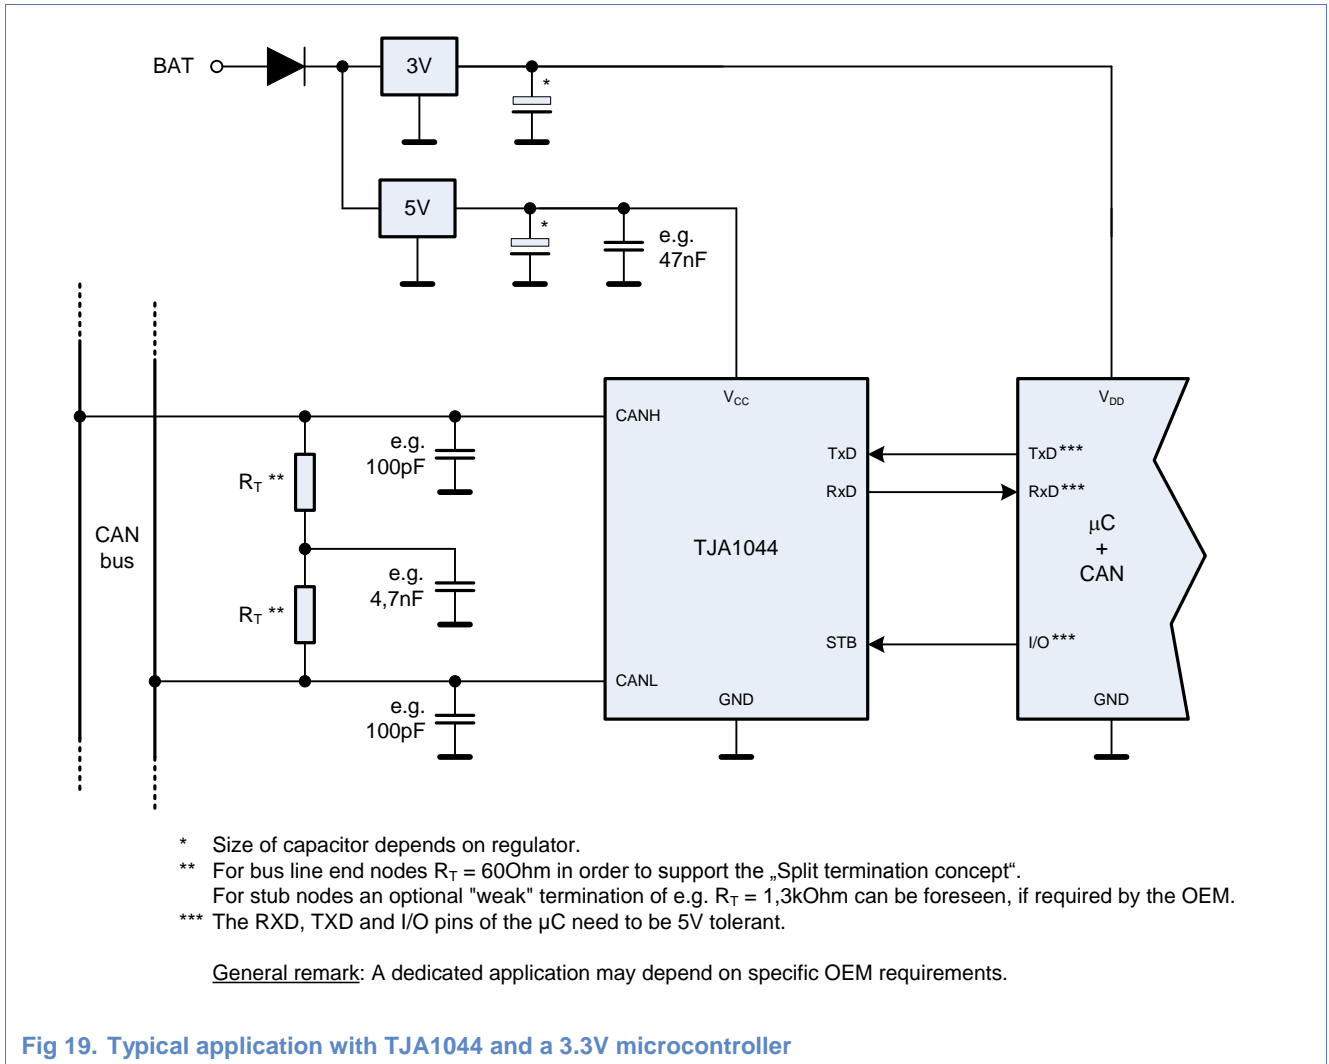 BAT
3V
*
5V
*
e.g.
47nF
VCC
VDD
CANH
e.g.
100pF
TxD
TxD***
RT **
RxD
RxD***
CAN
bus
TJA1044
µC
+
CAN
e.g.
4,7nF
RT **
STB
I/O***
CANL
e.g.
100pF
GND
GND
* Size of capacitor depends on regulator.
** For bus line end nodes RT = 60Ohm in order to support the „Split termination concept“.
For stub nodes an optional "weak" termination of e.g. RT = 1,3kOhm can be foreseen, if required by the OEM.
*** The RXD, TXD and I/O pins of the µC need to be 5V tolerant.
General remark: A dedicated application may depend on specific OEM requirements.
Fig 19. Typical application with TJA1044 and a 3.3V microcontroller